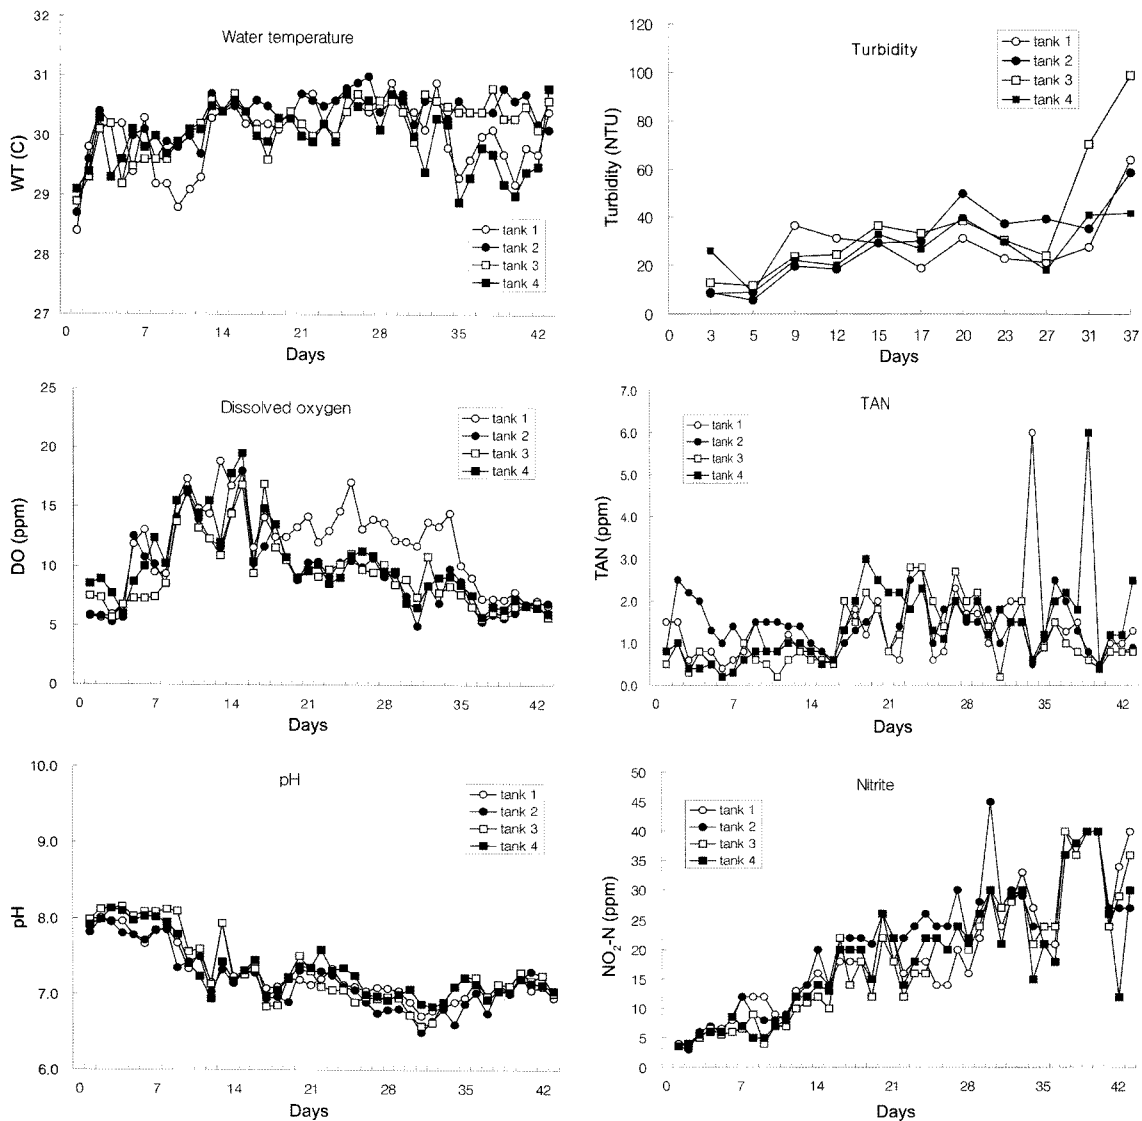 Water temperature
WT (C)
32
31
30
29
28
27
tank 1
tank 2
tank 3
tank 4
0 7 14 21 28 35 42
Days
Turbidity
Turbidity (NTU)
120
100
80
60
40
20
0
tank 1
tank 2
tank 3
tank 4
0 3 5 9 12 15 17 20 23 27 31 37
Days
Dissolved oxygen
DO (ppm)
25
20
15
10
5
0
tank 1
tank 2
tank 3
tank 4
0 7 14 21 28 35 42
Days
TAN
TAN (ppm)
7.0
6.0
5.0
4.0
3.0
2.0
1.0
0.0
tank 1
tank 2
tank 3
tank 4
0 7 14 21 28 35 42
Days
pH
pH
10.0
9.0
8.0
7.0
6.0
tank 1
tank 2
tank 3
tank 4
0 7 14 21 28 35 42
Days
Nitrite
NO₂-N (ppm)
50
45
40
35
30
25
20
15
10
5
0
tank 1
tank 2
tank 3
tank 4
0 7 14 21 28 35 42
Days